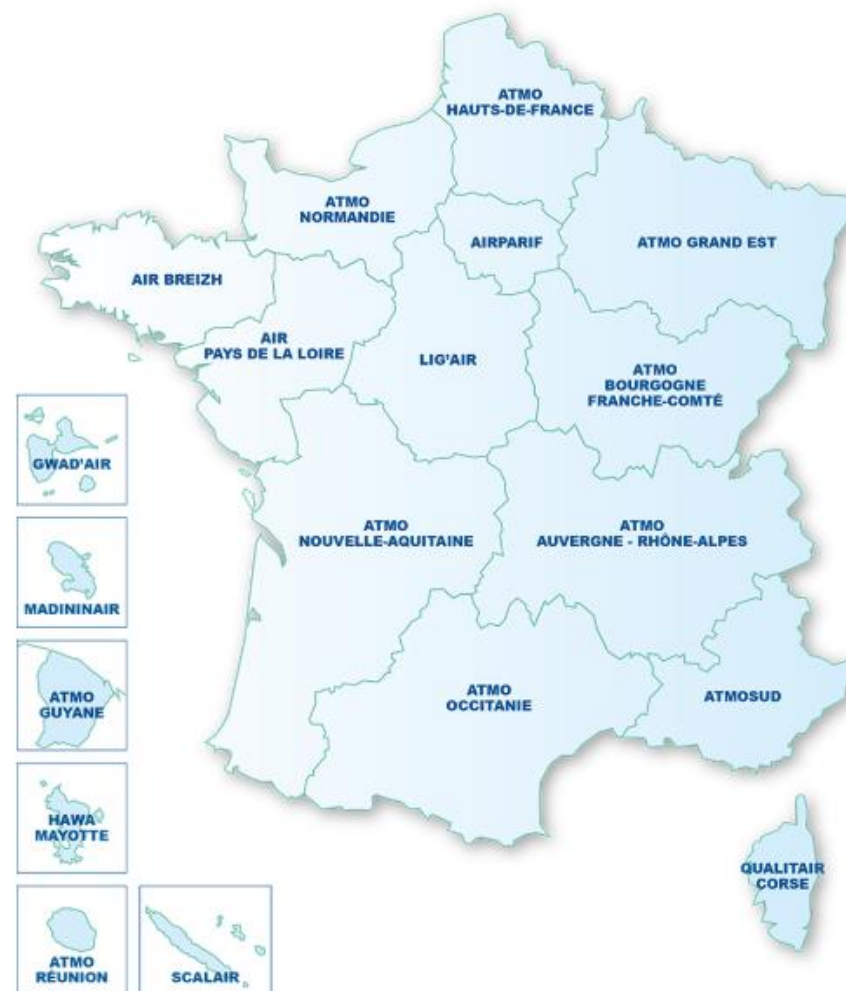 ATMO
HAUTS-DE-FRANCE
ATMO
NORMANDIE
AIRPARIF
ATMO GRAND EST
AIR BREIZH
AIR
PAYS DE LA LOIRE
LIG'AIR
ATMO
BOURGOGNE
FRANCHE-COMTÉ
GWAD'AIR
ATMO
NOUVELLE-AQUITAINE
ATMO
AUVERGNE - RHÔNE-ALPES
MADININAIR
ATMO
GUYANE
ATMO
OCCITANIE
ATMOSUD
HAWA
MAYOTTE
QUALITAIR
CORSE
ATMO
RÉUNION
SCALAIR